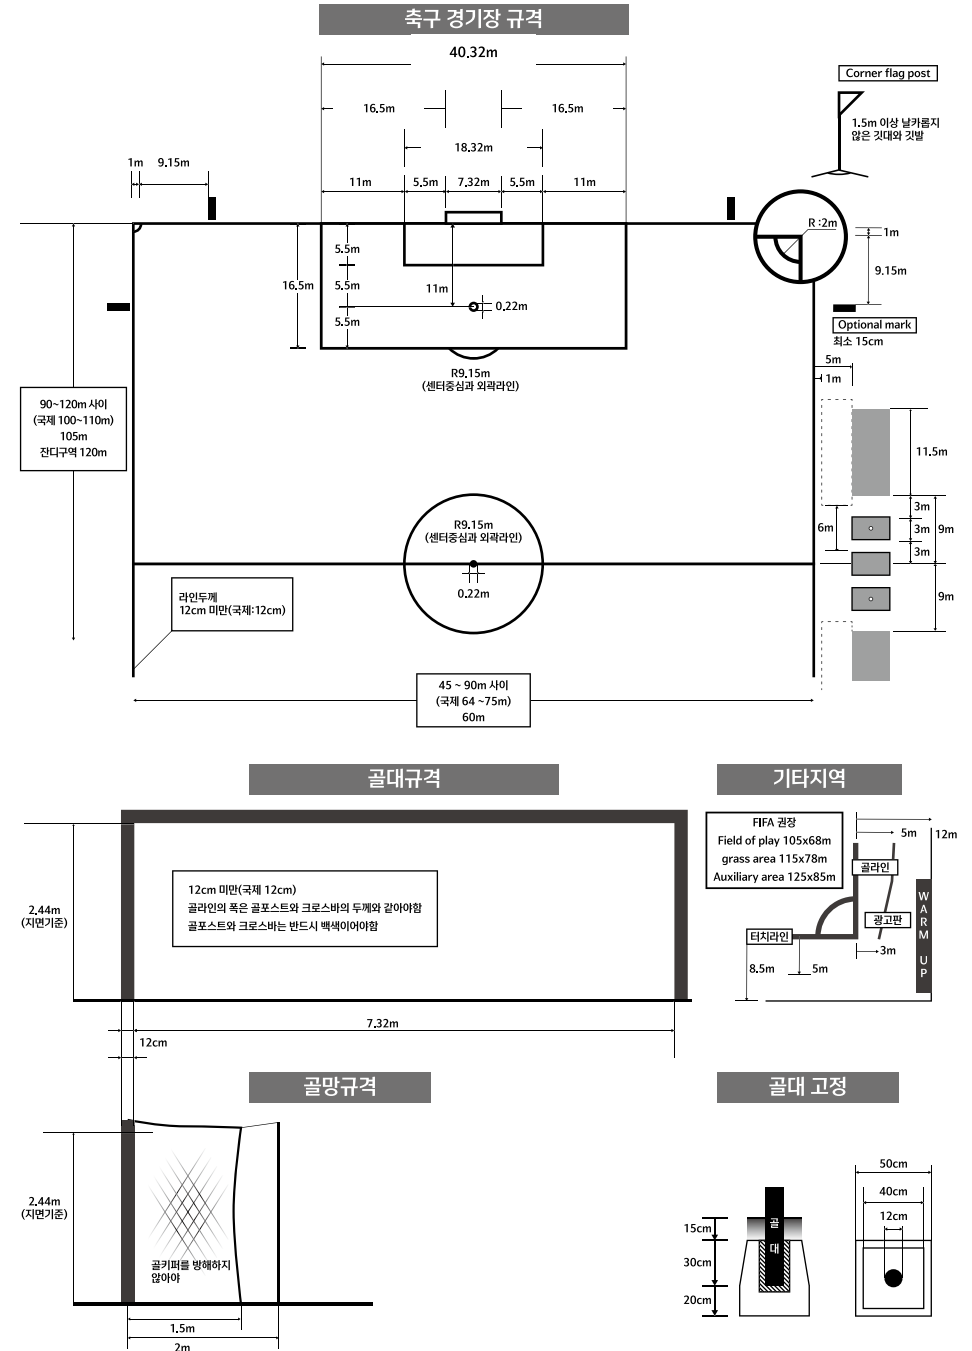 축구 경기장 규격
40.32m
Corner flag post
16.5m
16.5m
1.5m 이상 날카롭지
않은 깃대와 깃발
18.32m
1m
9.15m
11m
5.5m
7.32m
5.5m
11m
R :2m
1m
9.15m
5.5m
16.5m
5.5m
11m
0.22m
5.5m
Optional mark
최소 15cm
R9.15m
(센터중심과 외곽라인)
5m
1m
90~120m 사이
(국제 100~110m)
105m
잔디구역 120m
11.5m
3m
6m
3m
9m
3m
9m
R9.15m
(센터중심과 외곽라인)
0.22m
라인두께
12cm 미만(국제:12cm)
45 ~ 90m 사이
(국제 64 ~75m)
60m
골대규격
기타지역
12cm 미만(국제 12cm)
골라인의 폭은 골포스트와 크로스바의 두께와 같아야함
골포스트와 크로스바는 반드시 백색이어야함
2.44m
(지면기준)
7.32m
12cm
FIFA 권장
Field of play 105x68m
grass area 115x78m
Auxiliary area 125x85m
5m
12m
골라인
광고판
터치라인
3m
8.5m
5m
WARM UP
골망규격
골대 고정
2.44m
(지면기준)
골키퍼를 방해하지
않아야
1.5m
2m
15cm
30cm
20cm
골
대
50cm
40cm
12cm